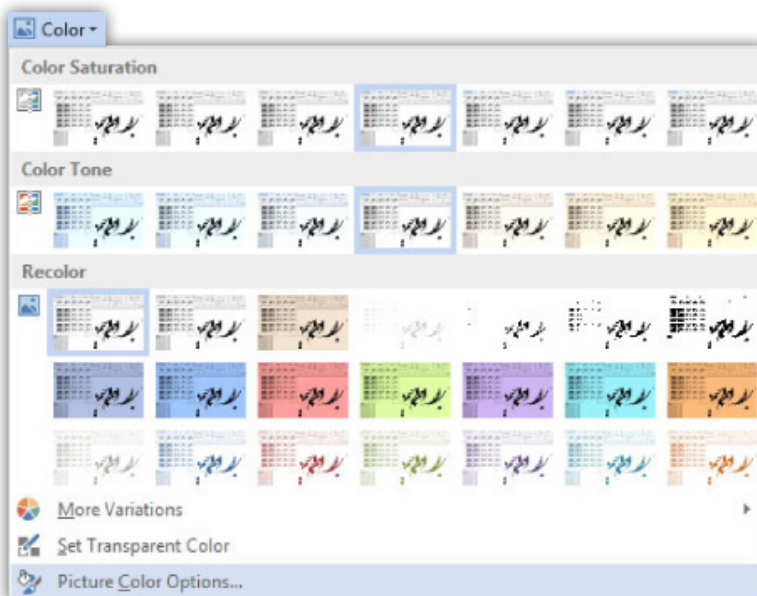 Color
Color Saturation
Color Tone
Recolor
More Variations
Set Transparent Color
Picture Color Options...